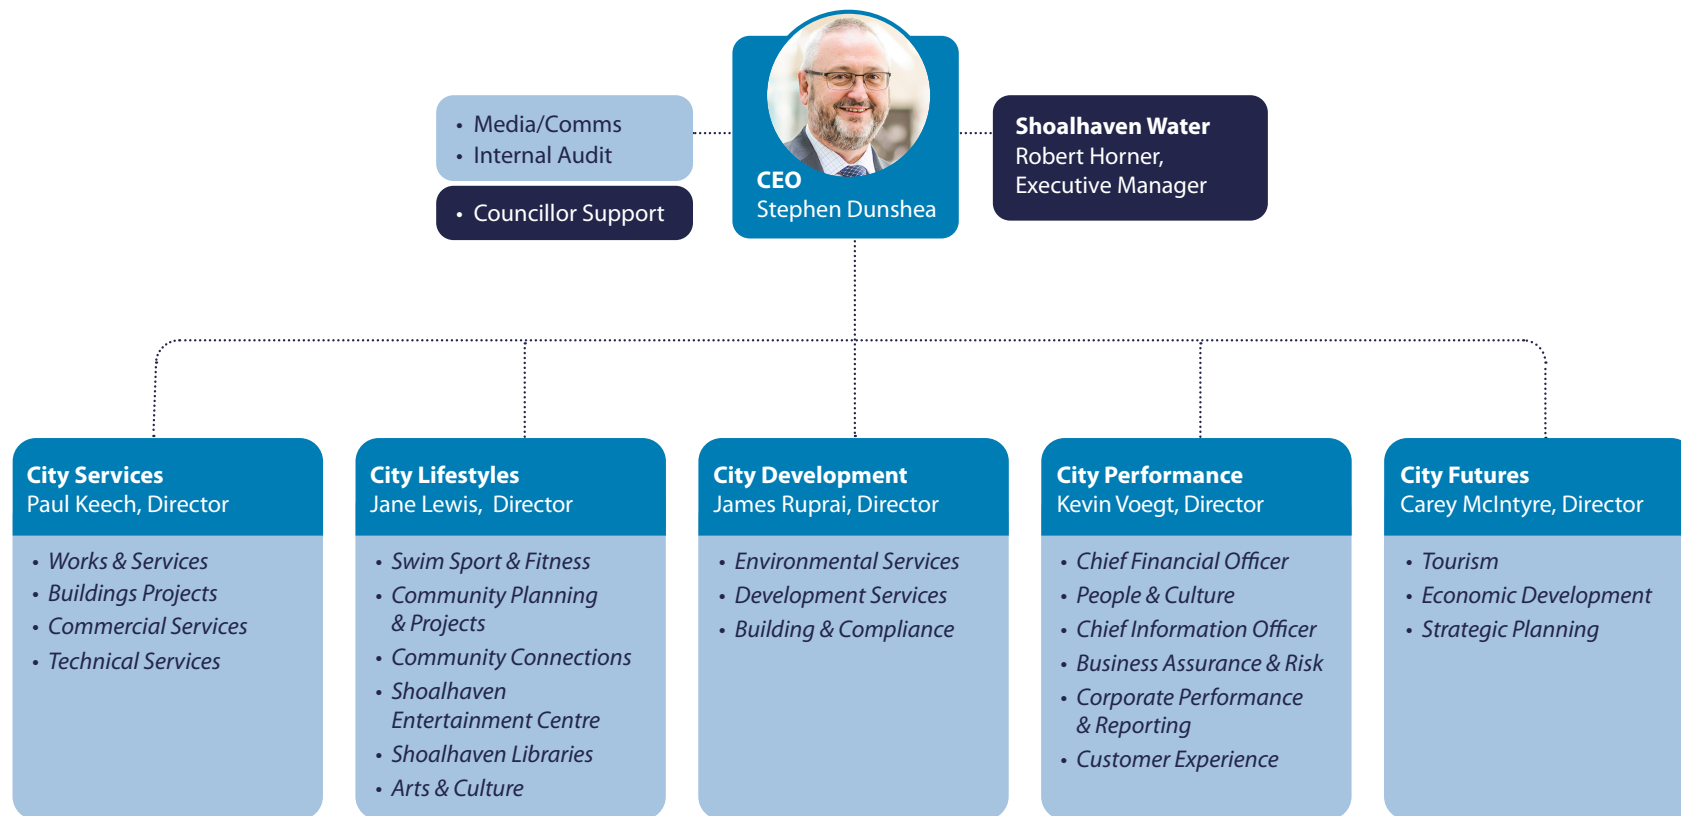 • Media/Comms
• Internal Audit
• Councillor Support
CEO
Stephen Dunshea
Shoalhaven Water
Robert Horner,
Executive Manager
City Services
Paul Keech, Director
• Works & Services
• Buildings Projects
• Commercial Services
• Technical Services
City Lifestyles
Jane Lewis,  Director
• Swim Sport & Fitness
• Community Planning
& Projects
• Community Connections
• Shoalhaven
Entertainment Centre
• Shoalhaven Libraries
• Arts & Culture
City Development
James Ruprai, Director
• Environmental Services
• Development Services
• Building & Compliance
City Performance
Kevin Voegt, Director
• Chief Financial Officer
• People & Culture
• Chief Information Officer
• Business Assurance & Risk
• Corporate Performance
& Reporting
• Customer Experience
City Futures
Carey McIntyre, Director
• Tourism
• Economic Development
• Strategic Planning